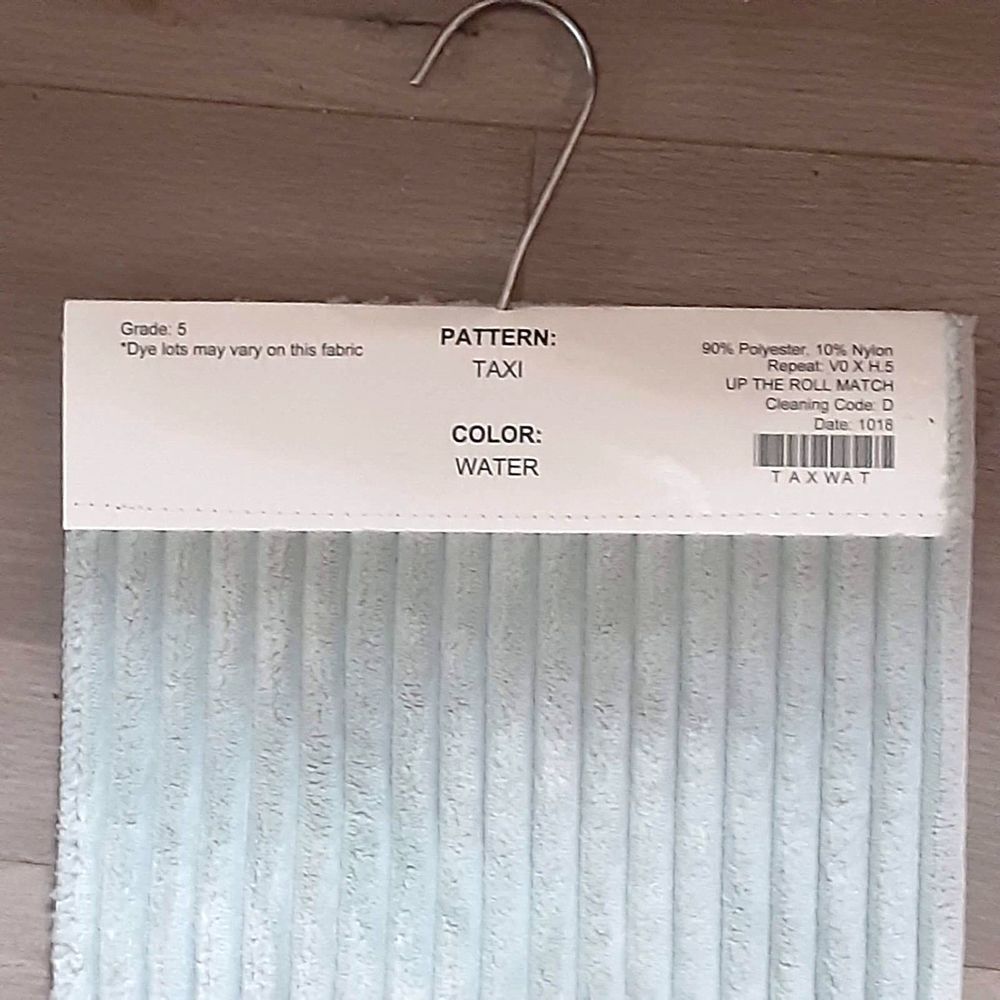 Grade: 5
*Dye lots may vary on this fabric
PATTERN:
TAXI
COLOR:
WATER
90% Polyester, 10% Nylon
Repeat: V0 X H.5
UP THE ROLL MATCH
Cleaning Code: D
Date: 1018
TAXWAT